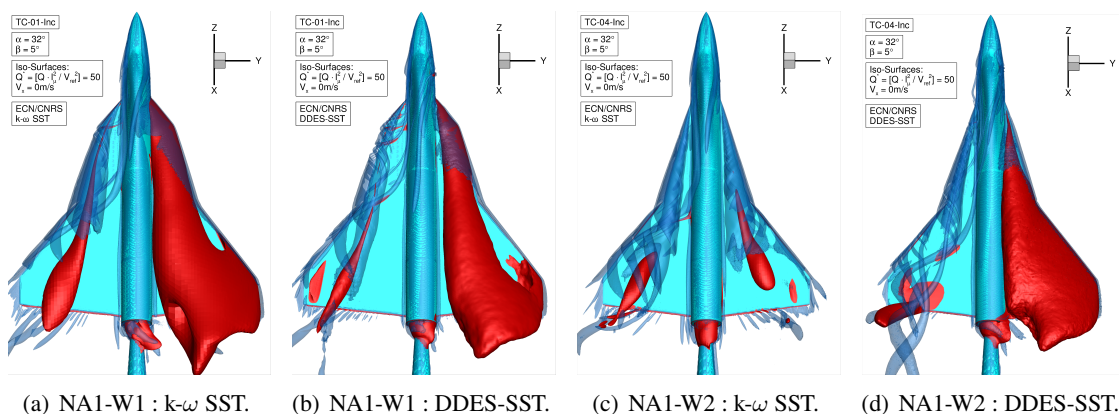 TC-01-Inc
α = 32°
β = 5°
Iso-Surfaces:
Q* = [Q · l²μ / V²ref] = 50
Vx = 0m/s
ECN/CNRS
k-ω SST
Z
Y
X
TC-01-Inc
α = 32°
β = 5°
Iso-Surfaces:
Q* = [Q · l²μ / V²ref] = 50
Vx = 0m/s
ECN/CNRS
DDES-SST
Z
Y
X
TC-04-Inc
α = 32°
β = 5°
Iso-Surfaces:
Q* = [Q · l²μ / V²ref] = 50
Vx = 0m/s
ECN/CNRS
k-ω SST
Z
Y
X
TC-04-Inc
α = 32°
β = 5°
Iso-Surfaces:
Q* = [Q · l²μ / V²ref] = 50
Vx = 0m/s
ECN/CNRS
DDES-SST
Z
Y
X
(a) NA1-W1 : k-ω SST.
(b) NA1-W1 : DDES-SST.
(c) NA1-W2 : k-ω SST.
(d) NA1-W2 : DDES-SST.